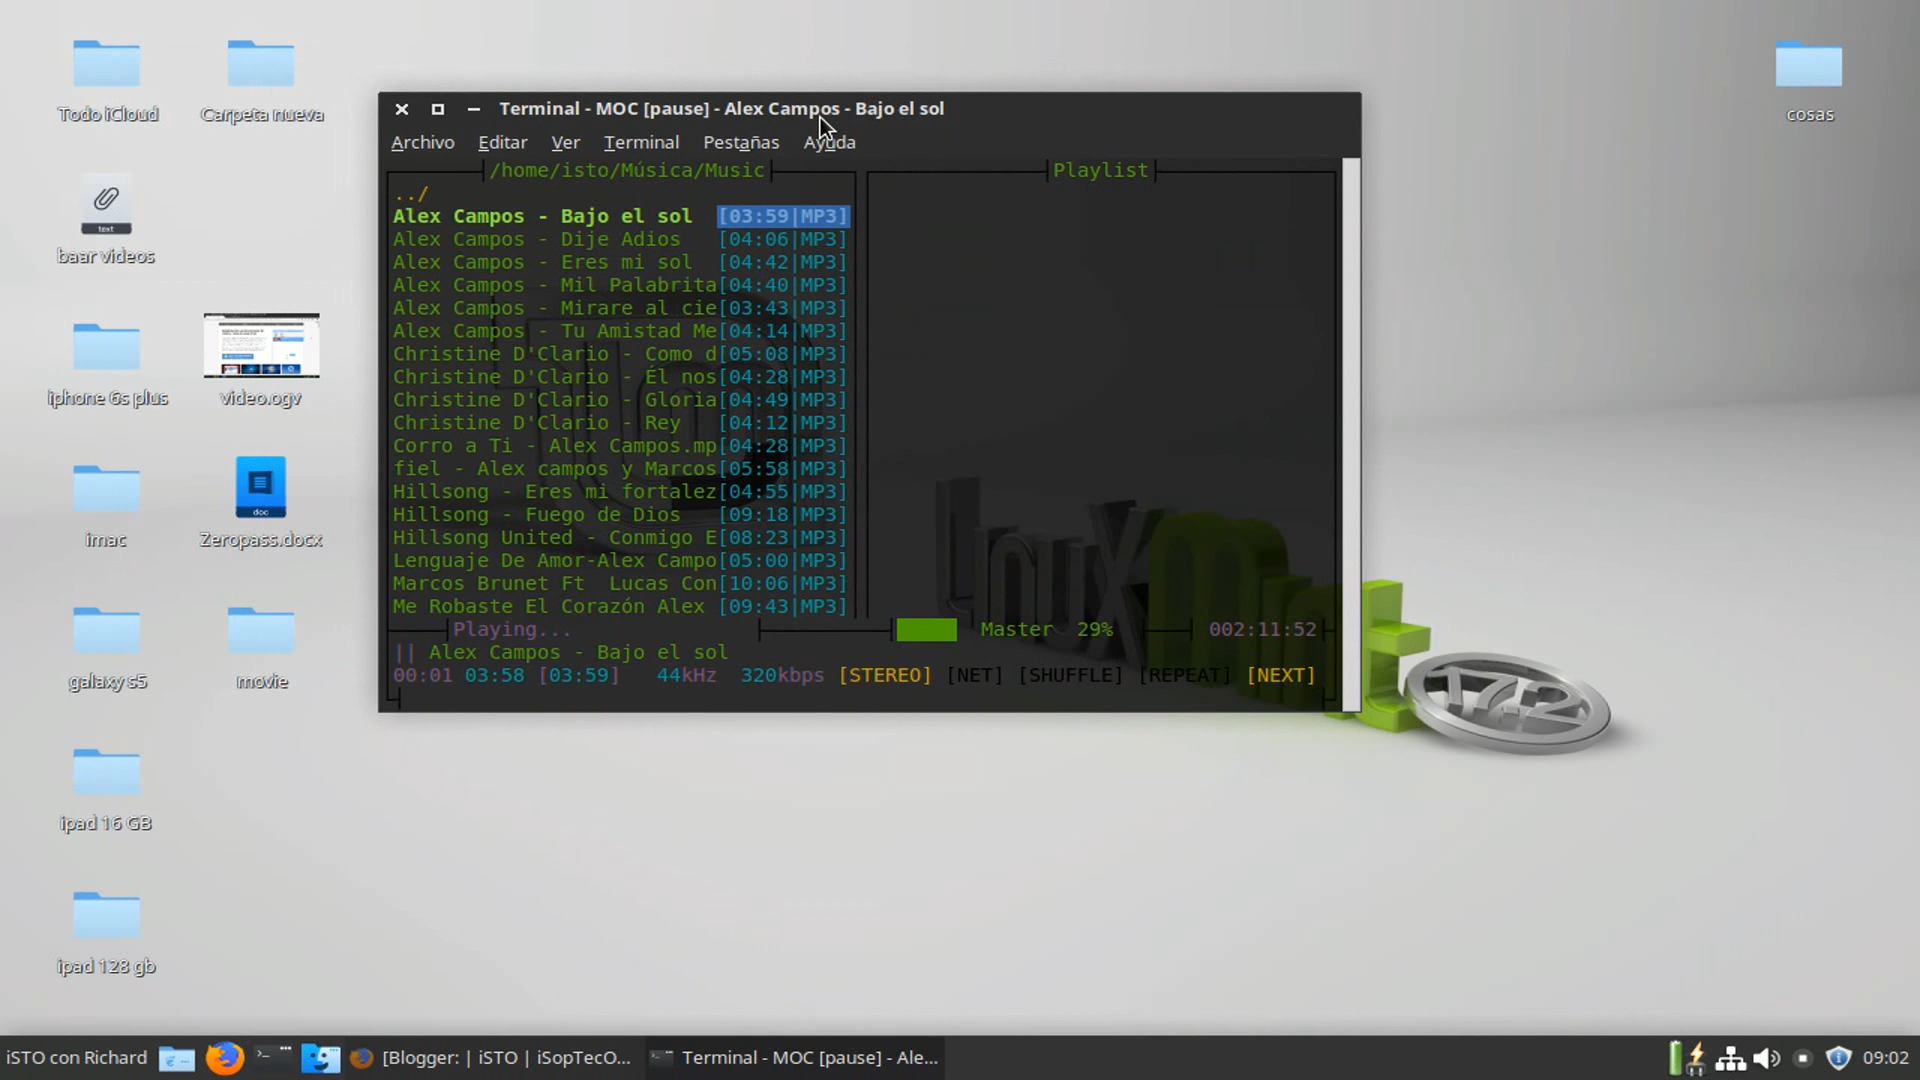 Todo iCloud
Carpeta nueva
cosas
text
baar videos
iphone 6s plus
video.ogv
imac
doc
Zeropass.docx
galaxy s5
movie
ipad 16 GB
ipad 128 gb
Terminal - MOC [pause] - Alex Campos - Bajo el sol
Archivo Editar Ver Terminal Pestañas Ayuda
/home/isto/Música/Music
Playlist
../
Alex Campos - Bajo el sol [03:59|MP3]
Alex Campos - Dije Adios [04:06|MP3]
Alex Campos - Eres mi sol [04:42|MP3]
Alex Campos - Mil Palabrita[04:40|MP3]
Alex Campos - Mirare al cie[03:43|MP3]
Alex Campos - Tu Amistad Me[04:14|MP3]
Christine D'Clario - Como d[05:08|MP3]
Christine D'Clario - Él nos[04:28|MP3]
Christine D'Clario - Gloria[04:49|MP3]
Christine D'Clario - Rey [04:12|MP3]
Corro a Ti - Alex Campos.mp[04:28|MP3]
fiel - Alex campos y Marcos[05:58|MP3]
Hillsong - Eres mi fortalez[04:55|MP3]
Hillsong - Fuego de Dios [09:18|MP3]
Hillsong United - Conmigo E[08:23|MP3]
Lenguaje De Amor-Alex Campo[05:00|MP3]
Marcos Brunet Ft Lucas Con[10:06|MP3]
Me Robaste El Corazón Alex [09:43|MP3]
Playing...
Master 29%
002:11:52
|| Alex Campos - Bajo el sol
00:01 03:58 [03:59] 44kHz 320kbps [STEREO] [NET] [SHUFFLE] [REPEAT] [NEXT]
LinuxMint
17.2
iSTO con Richard
[Blogger: | iSTO | iSopTecO...
Terminal - MOC [pause] - Ale...
09:02